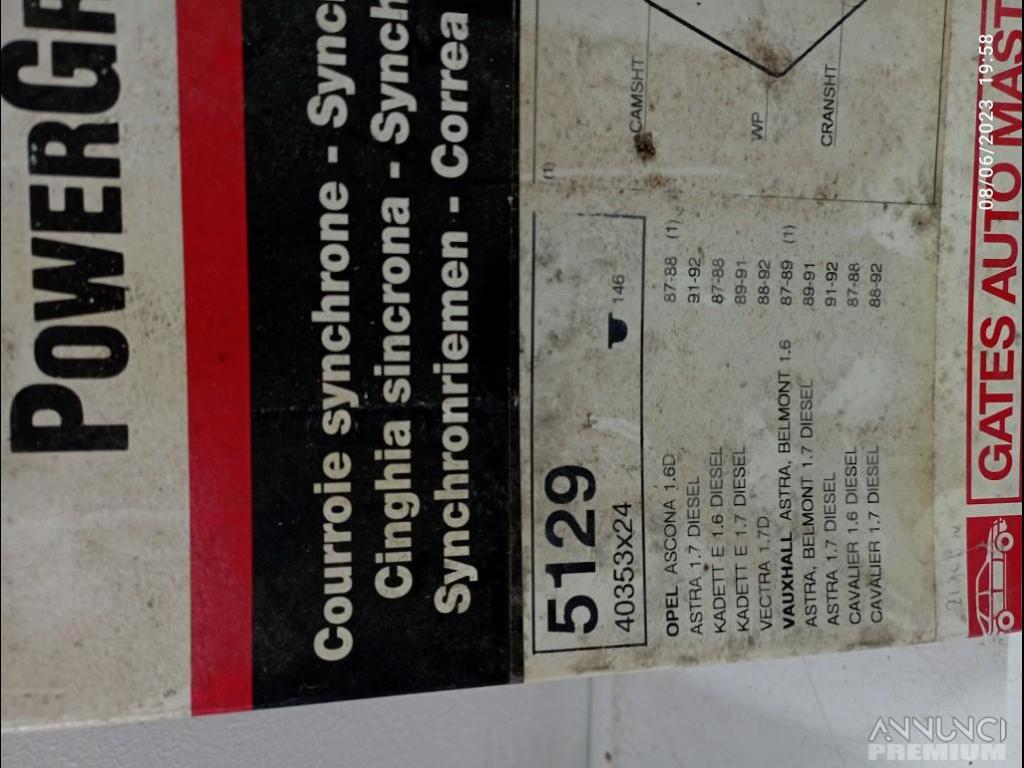 POWERGR
Courroie synchrone - Sync
Cinghia sincrona - Synch
Synchronriemen - Correa
5129
40353x24
146
OPEL ASCONA 1.6D 87-88 (1)
ASTRA 1.7 DIESEL 91-92
KADETT E 1.6 DIESEL 87-88
KADETT E 1.7 DIESEL 89-91
VECTRA 1.7D 88-92
VAUXHALL ASTRA, BELMONT 1.6 87-89 (1)
ASTRA, BELMONT 1.7 DIESEL 89-91
ASTRA 1.7 DIESEL 91-92
CAVALIER 1.6 DIESEL 87-88
CAVALIER 1.7 DIESEL 88-92
(1)
CAMSHT
WP
CRANSHT
GATES AUTO MAST
08/06/2023 19:58
ANNUNCI
PREMIUM